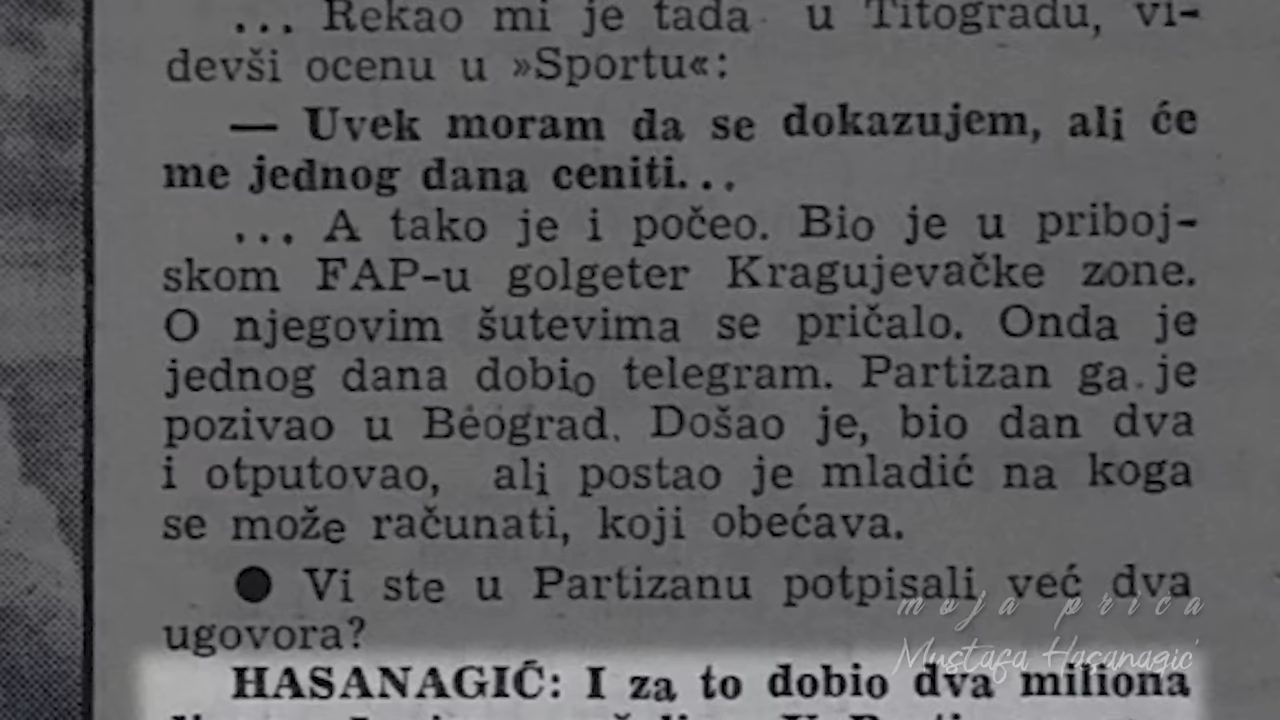 ... Rekao mi je tada u Titogradu, vi-
devši ocenu u »Sportu«:
— Uvek moram da se dokazujem, ali će
me jednog dana ceniti...
... A tako je i počeo. Bio je u priboj-
skom FAP-u golgeter Kragujevačke zone.
O njegovim šutevima se pričalo. Onda je
jednog dana dobio telegram. Partizan ga je
pozivao u Beograd. Došao je, bio dan dva
i otputovao, ali postao je mladić na koga
se može računati, koji obećava.
● Vi ste u Partizanu potpisali već dva
ugovora?
HASANAGIĆ: I za to dobio dva miliona
moja priča
Mustafa Hasanagić